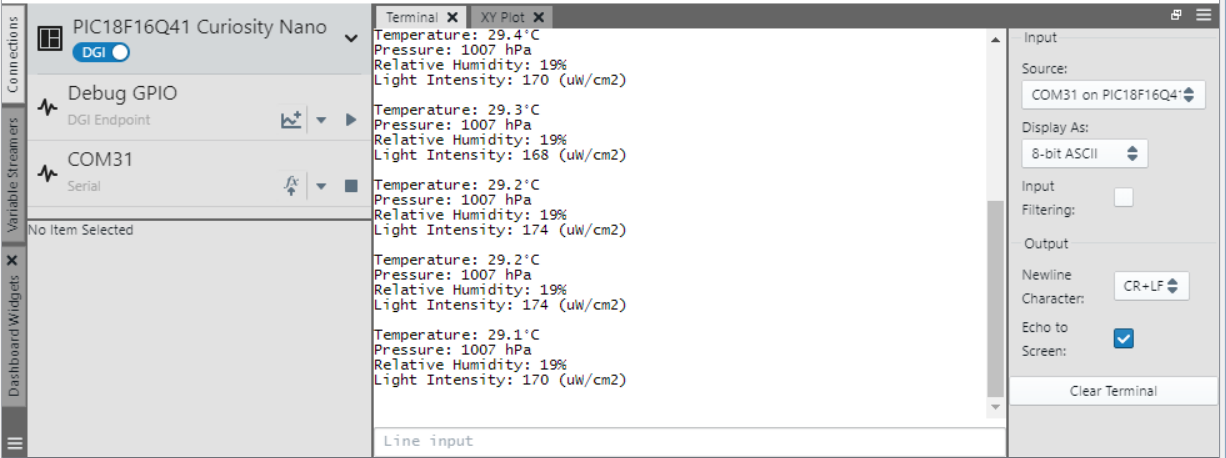 Connections
Variable Streamers
Dashboard Widgets
PIC18F16Q41 Curiosity Nano
DGI
Debug GPIO
DGI Endpoint
COM31
Serial
No Item Selected
Terminal
XY Plot
Temperature: 29.4°C
Pressure: 1007 hPa
Relative Humidity: 19%
Light Intensity: 170 (uW/cm2)
Temperature: 29.3°C
Pressure: 1007 hPa
Relative Humidity: 19%
Light Intensity: 168 (uW/cm2)
Temperature: 29.2°C
Pressure: 1007 hPa
Relative Humidity: 19%
Light Intensity: 174 (uW/cm2)
Temperature: 29.2°C
Pressure: 1007 hPa
Relative Humidity: 19%
Light Intensity: 174 (uW/cm2)
Temperature: 29.1°C
Pressure: 1007 hPa
Relative Humidity: 19%
Light Intensity: 170 (uW/cm2)
Line input
Input
Source:
COM31 on PIC18F16Q41
Display As:
8-bit ASCII
Input
Filtering:
Output
Newline
Character:
CR+LF
Echo to
Screen:
Clear Terminal